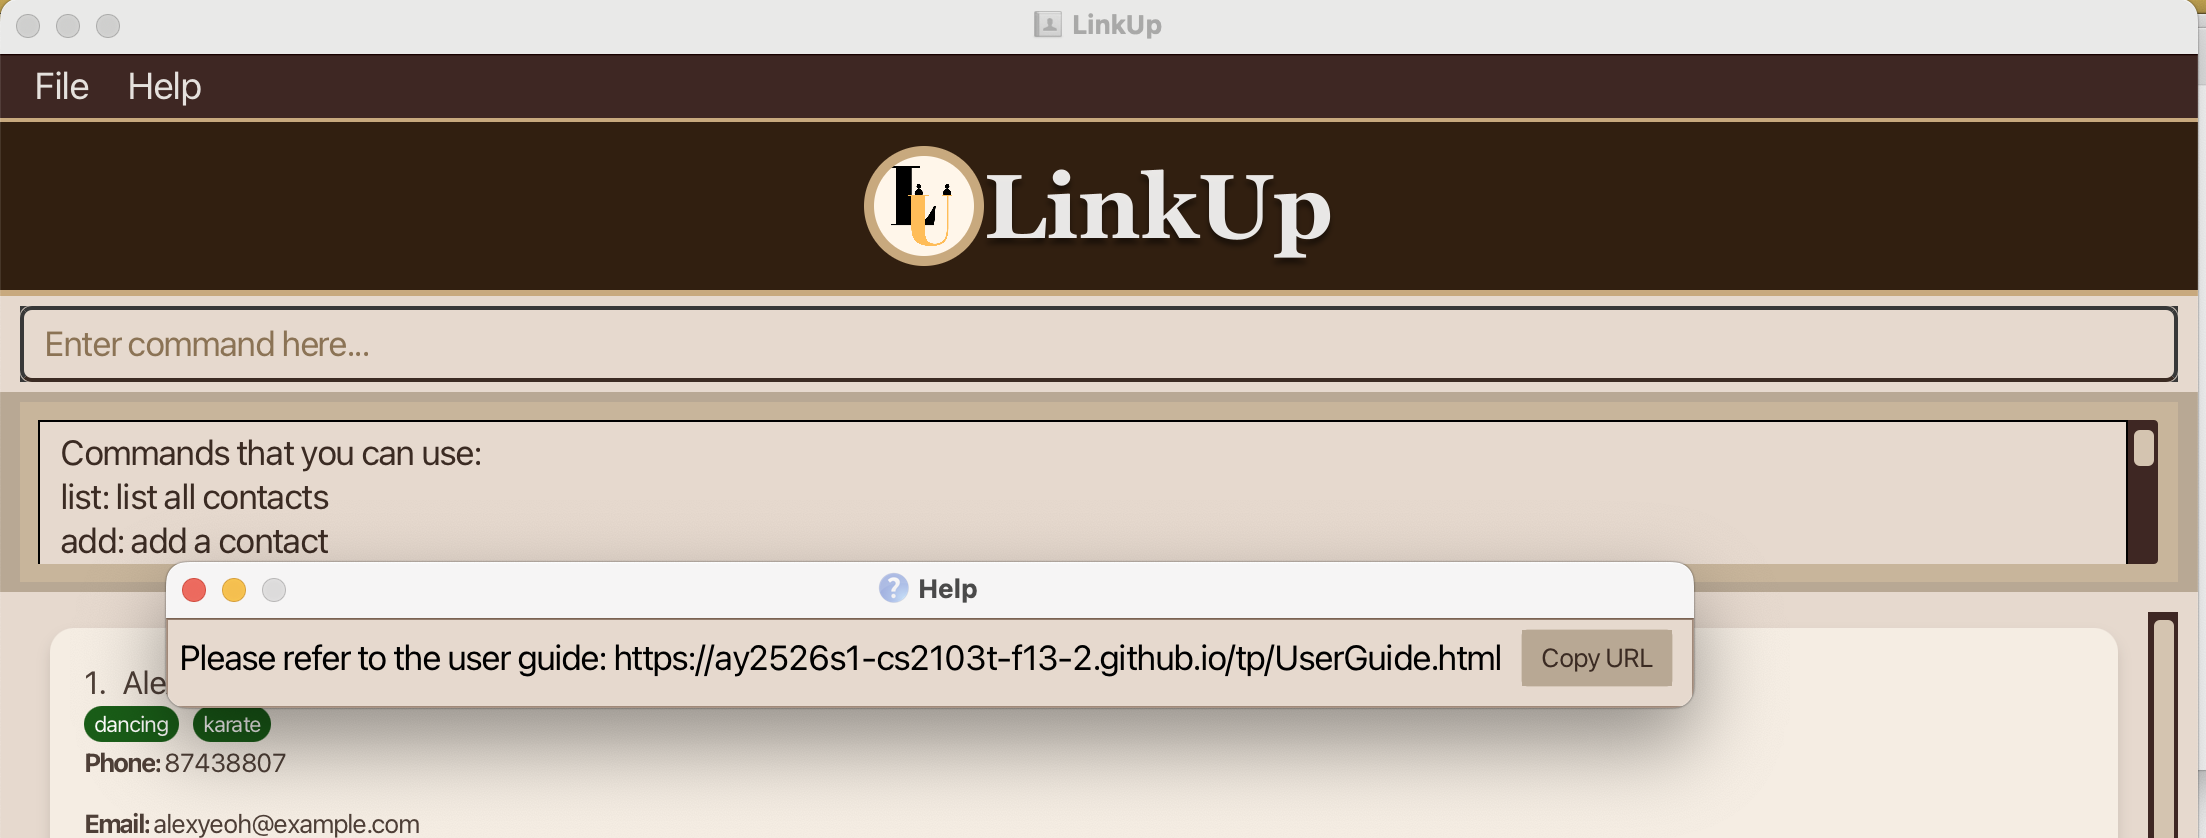 LinkUp
File Help
LU LinkUp
Enter command here...
Commands that you can use:
list: list all contacts
add: add a contact
Help
Please refer to the user guide: https://ay2526s1-cs2103t-f13-2.github.io/tp/UserGuide.html Copy URL
1. Ale
dancing karate
Phone: 87438807
Email: alexyeoh@example.com